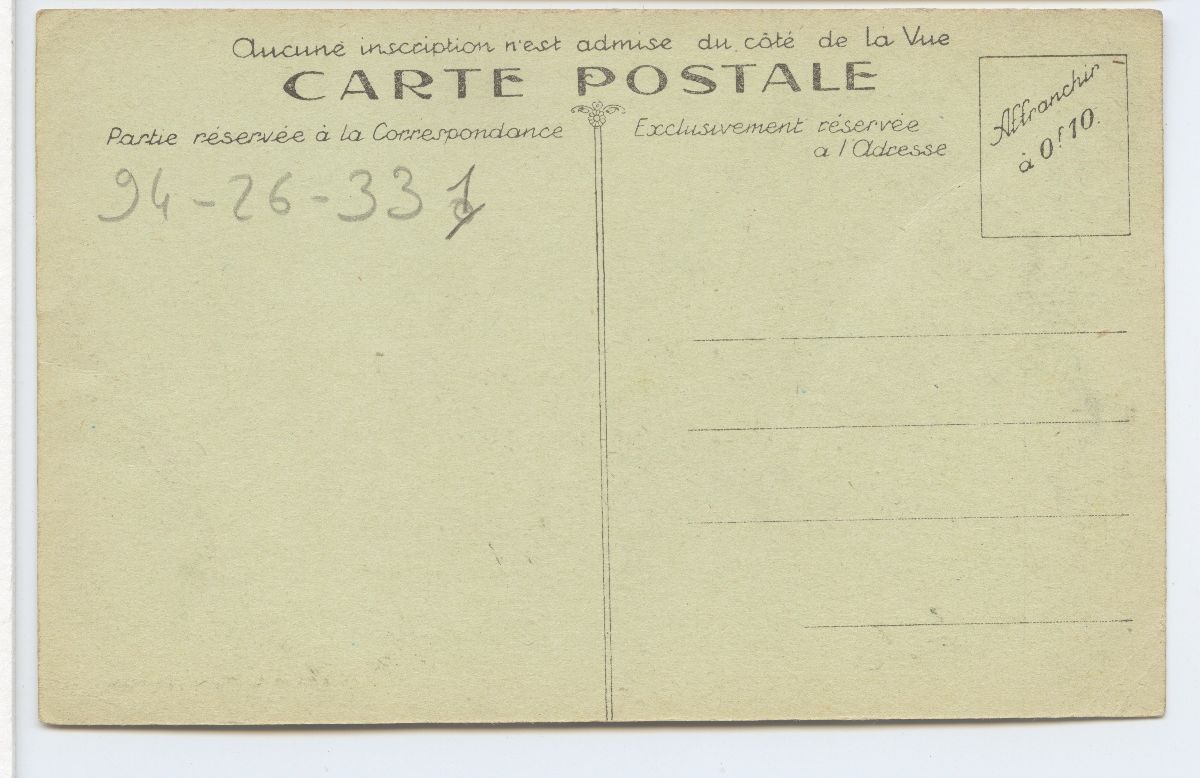 Aucune inscription n'est admise du côté de la Vue
CARTE POSTALE
Partie réservée à la Correspondance
Exclusivement réservée
a l'Adresse
Affranchir
à 0f10.
94-26-33